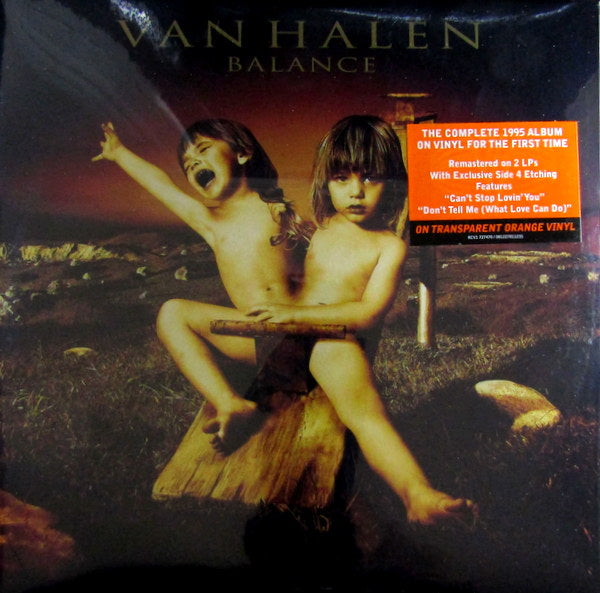 VAN HALEN
BALANCE
THE COMPLETE 1995 ALBUM
ON VINYL FOR THE FIRST TIME
Remastered on 2 LPs
With Exclusive Side 4 Etching
Features
“Can't Stop Lovin' You”
“Don't Tell Me (What Love Can Do)”
ON TRANSPARENT ORANGE VINYL